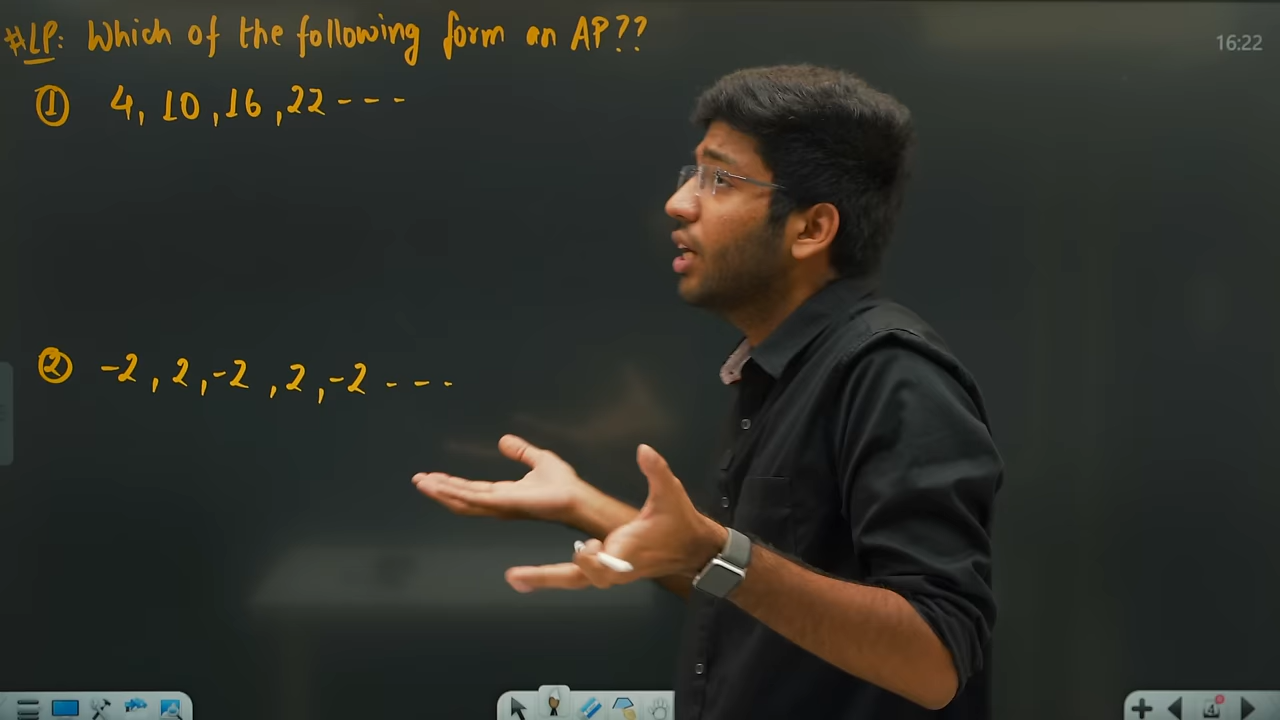 #LP: Which of the following form an AP??
16:22
① 4, 10, 16, 22 - - -
② -2, 2, -2, 2, -2 - - -
4